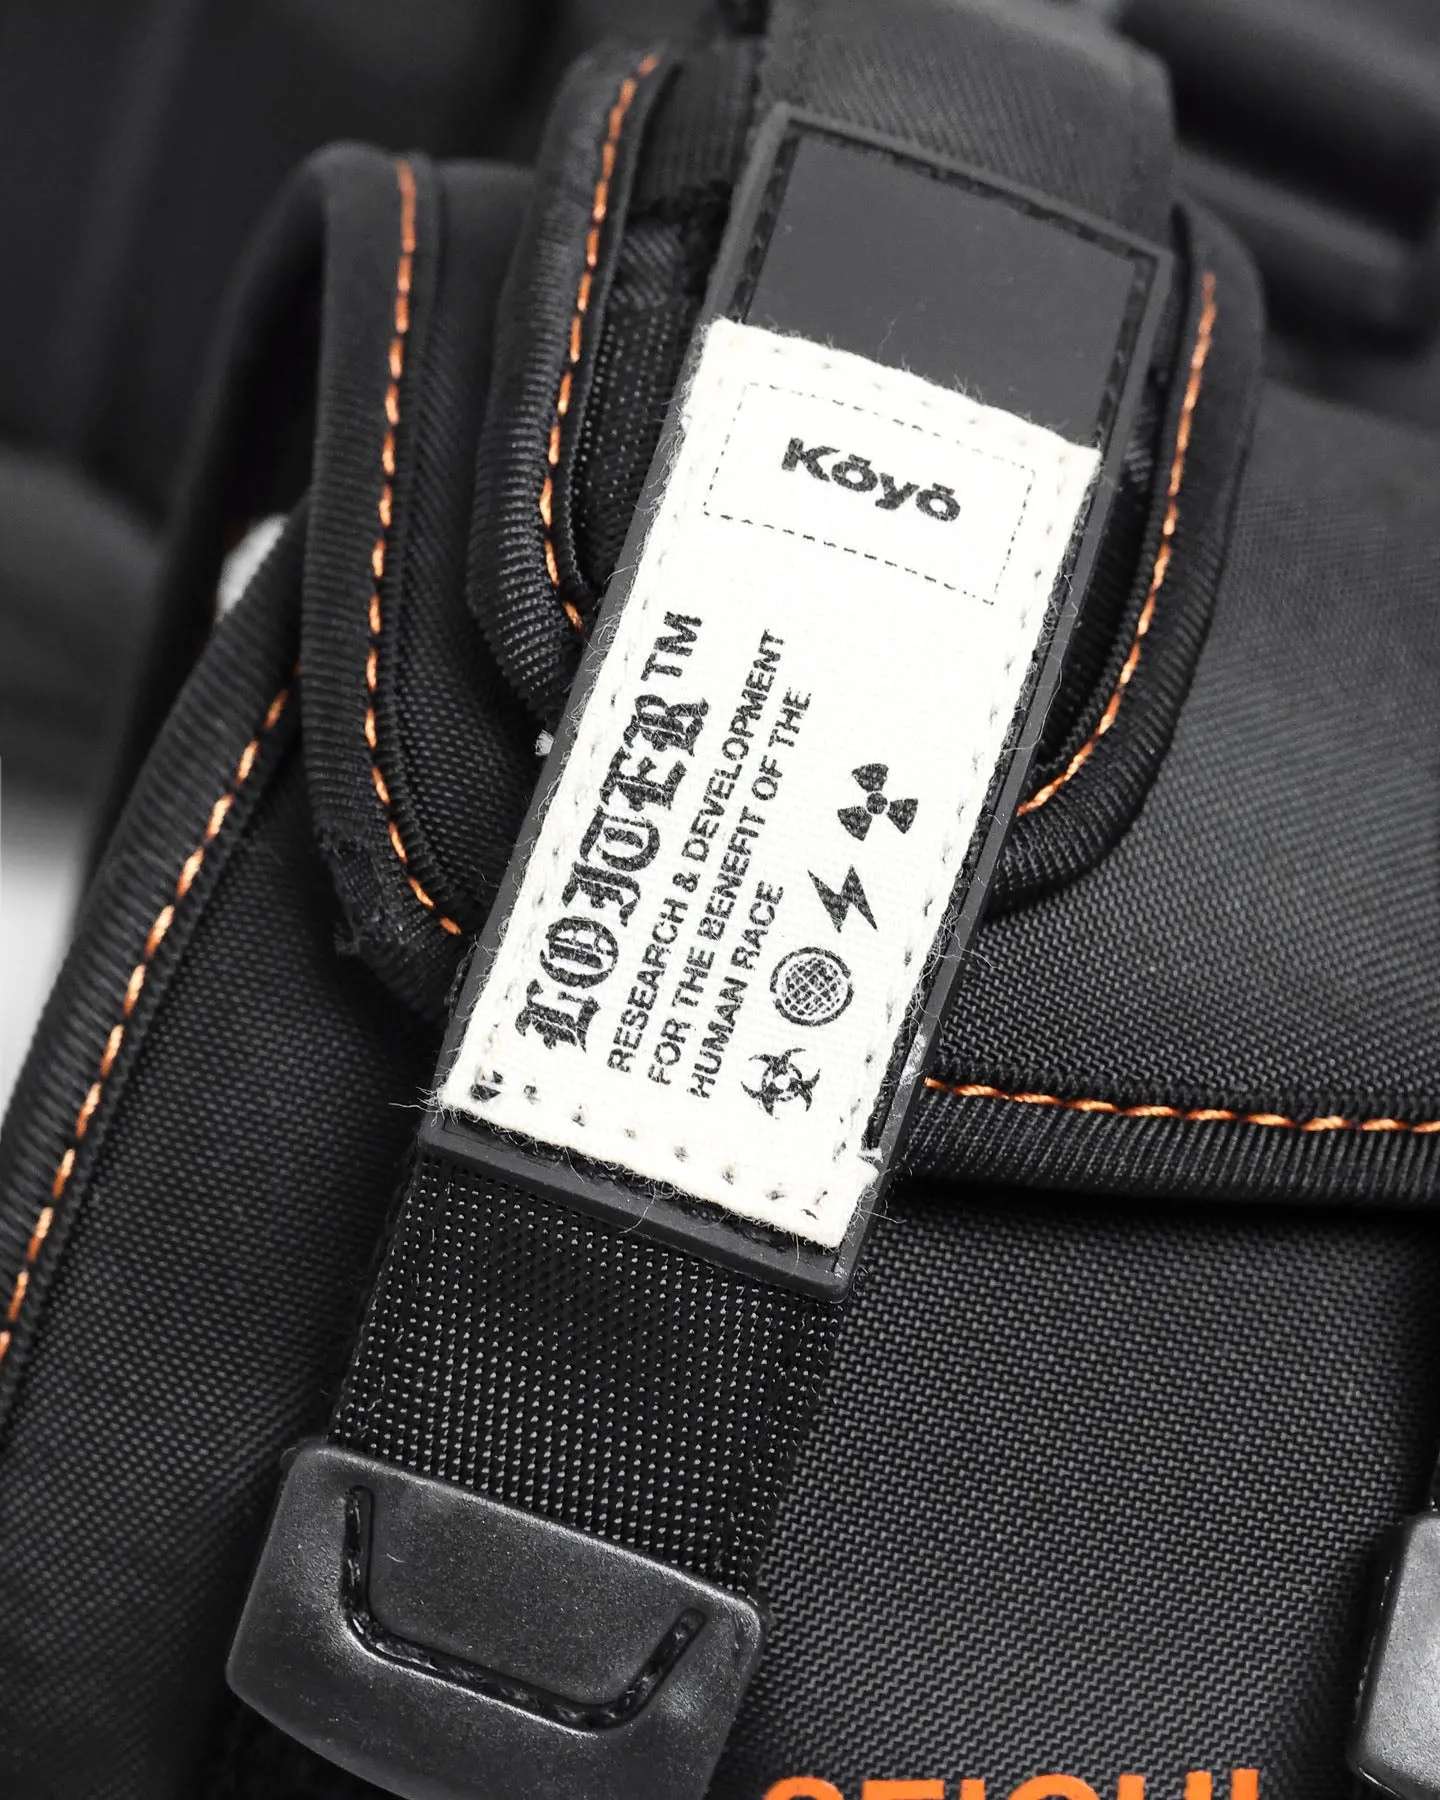 Kōyō
LOITER™
RESEARCH & DEVELOPMENT
FOR THE BENEFIT OF THE
HUMAN RACE